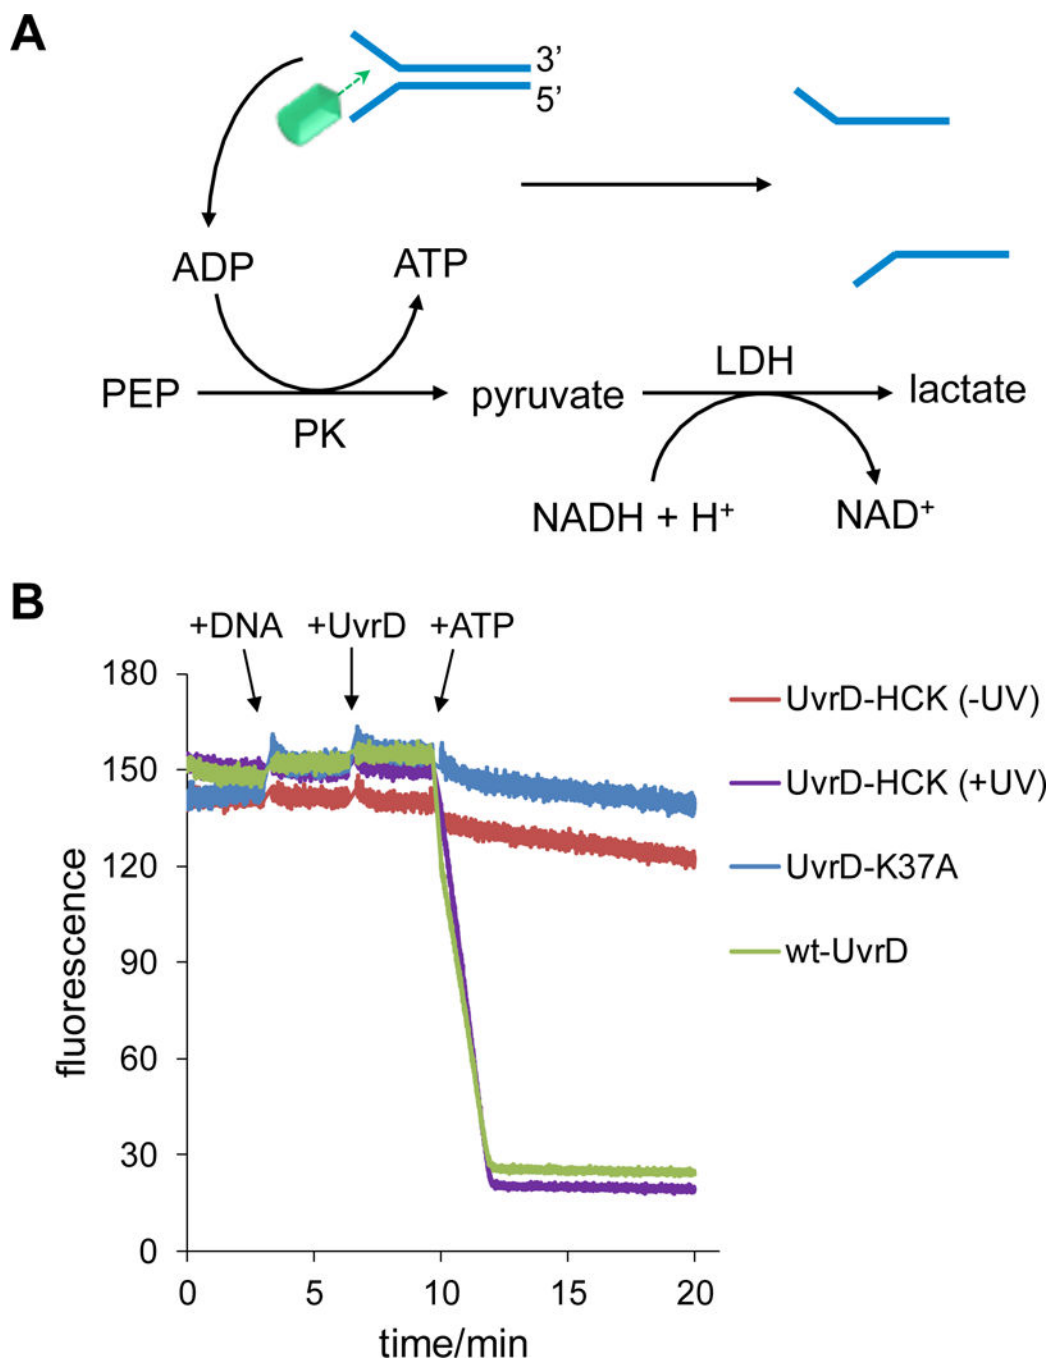 A
3’
5’
ADP
ATP
PEP
PK
pyruvate
LDH
lactate
NADH + H⁺
NAD⁺
B
+DNA
+UvrD
+ATP
180
150
120
90
60
30
0
fluorescence
0
5
10
15
20
time/min
UvrD-HCK (-UV)
UvrD-HCK (+UV)
UvrD-K37A
wt-UvrD